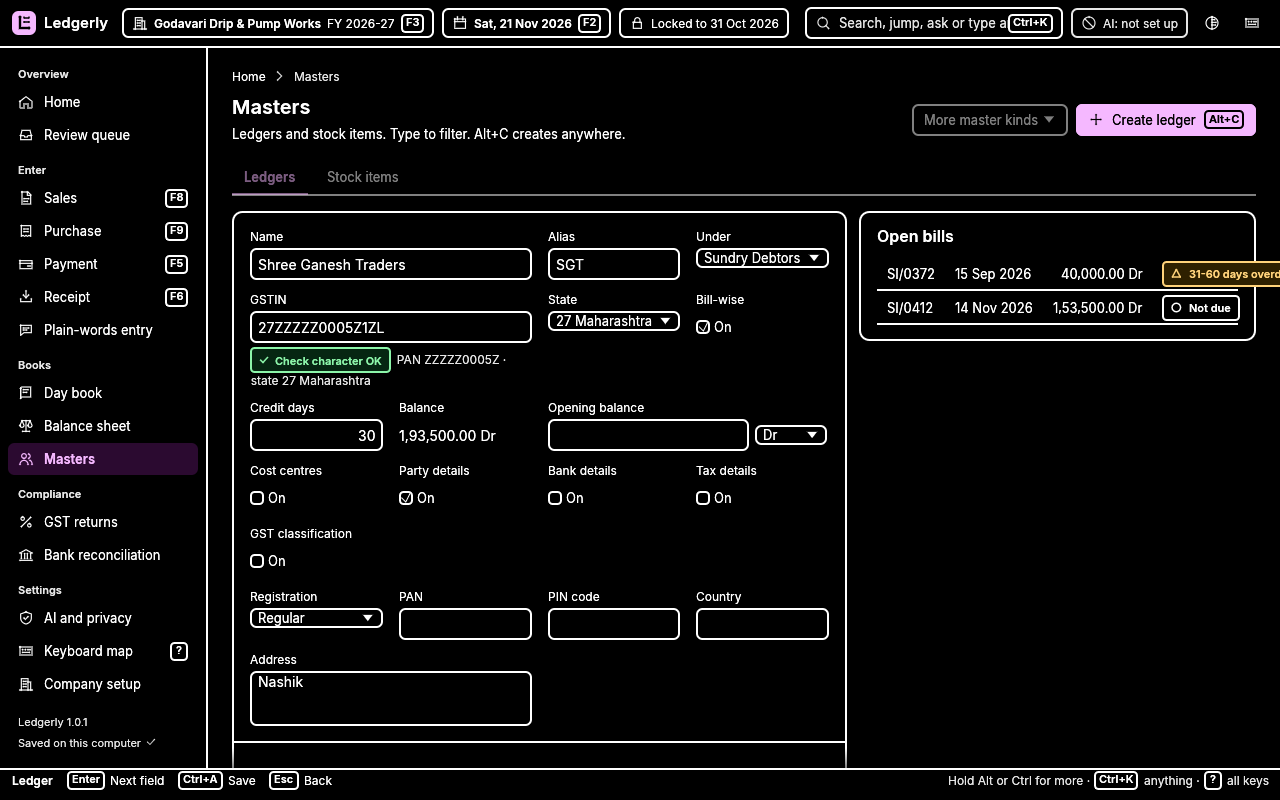 Ledgerly
Godavari Drip & Pump Works FY 2026-27 F3
Sat, 21 Nov 2026 F2
Locked to 31 Oct 2026
Search, jump, ask or type a Ctrl+K
AI: not set up
Overview
Home
Review queue
Enter
Sales F8
Purchase F9
Payment F5
Receipt F6
Plain-words entry
Books
Day book
Balance sheet
Masters
Compliance
GST returns
Bank reconciliation
Settings
AI and privacy
Keyboard map ?
Company setup
Ledgerly 1.0.1
Saved on this computer
Home Masters
Masters
Ledgers and stock items. Type to filter. Alt+C creates anywhere.
More master kinds
Create ledger Alt+C
Ledgers Stock items
Name Alias Under
Shree Ganesh Traders SGT Sundry Debtors
GSTIN State Bill-wise
27ZZZZZ0005Z1ZL 27 Maharashtra On
Check character OK PAN ZZZZZ0005Z ·
state 27 Maharashtra
Credit days Balance Opening balance
30 1,93,500.00 Dr Dr
Cost centres Party details Bank details Tax details
On On On On
GST classification
On
Registration PAN PIN code Country
Regular
Address
Nashik
Open bills
SI/0372 15 Sep 2026 40,000.00 Dr 31-60 days
SI/0412 14 Nov 2026 1,53,500.00 Dr Not due
Ledger Enter Next field Ctrl+A Save Esc Back
Hold Alt or Ctrl for more · Ctrl+K anything · ? all keys